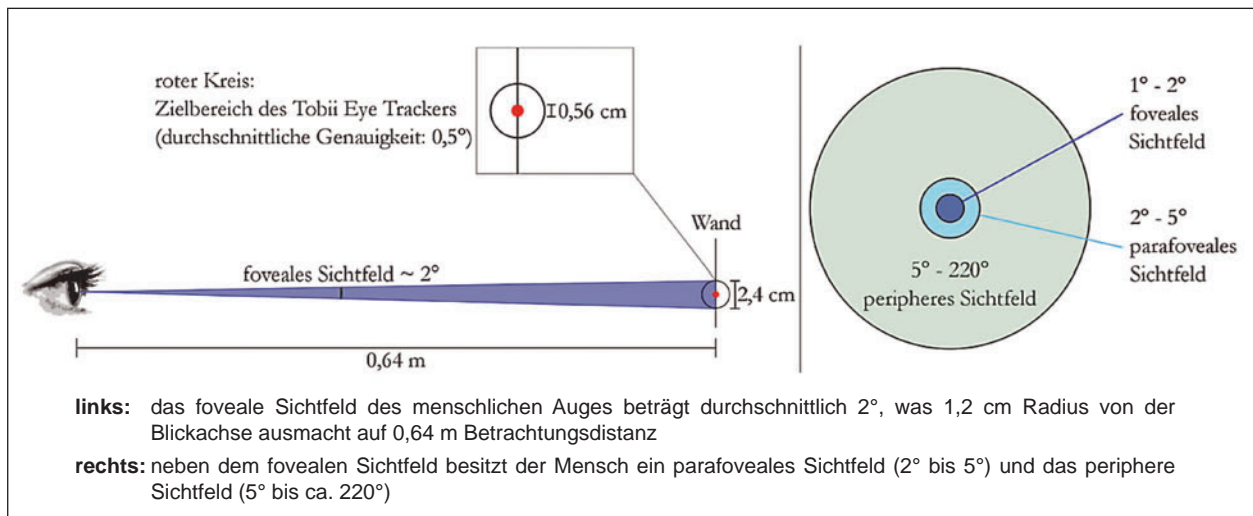 roter Kreis:
Zielbereich des Tobii Eye Trackers
(durchschnittliche Genauigkeit: 0,5°)
0,56 cm
Wand
foveales Sichtfeld ~ 2°
2,4 cm
0,64 m
1° - 2°
foveales
Sichtfeld
2° - 5°
parafoveales
Sichtfeld
5° - 220°
peripheres Sichtfeld
links: das foveale Sichtfeld des menschlichen Auges beträgt durchschnittlich 2°, was 1,2 cm Radius von der
Blickachse ausmacht auf 0,64 m Betrachtungsdistanz
rechts: neben dem fovealen Sichtfeld besitzt der Mensch ein parafoveales Sichtfeld (2° bis 5°) und das periphere
Sichtfeld (5° bis ca. 220°)